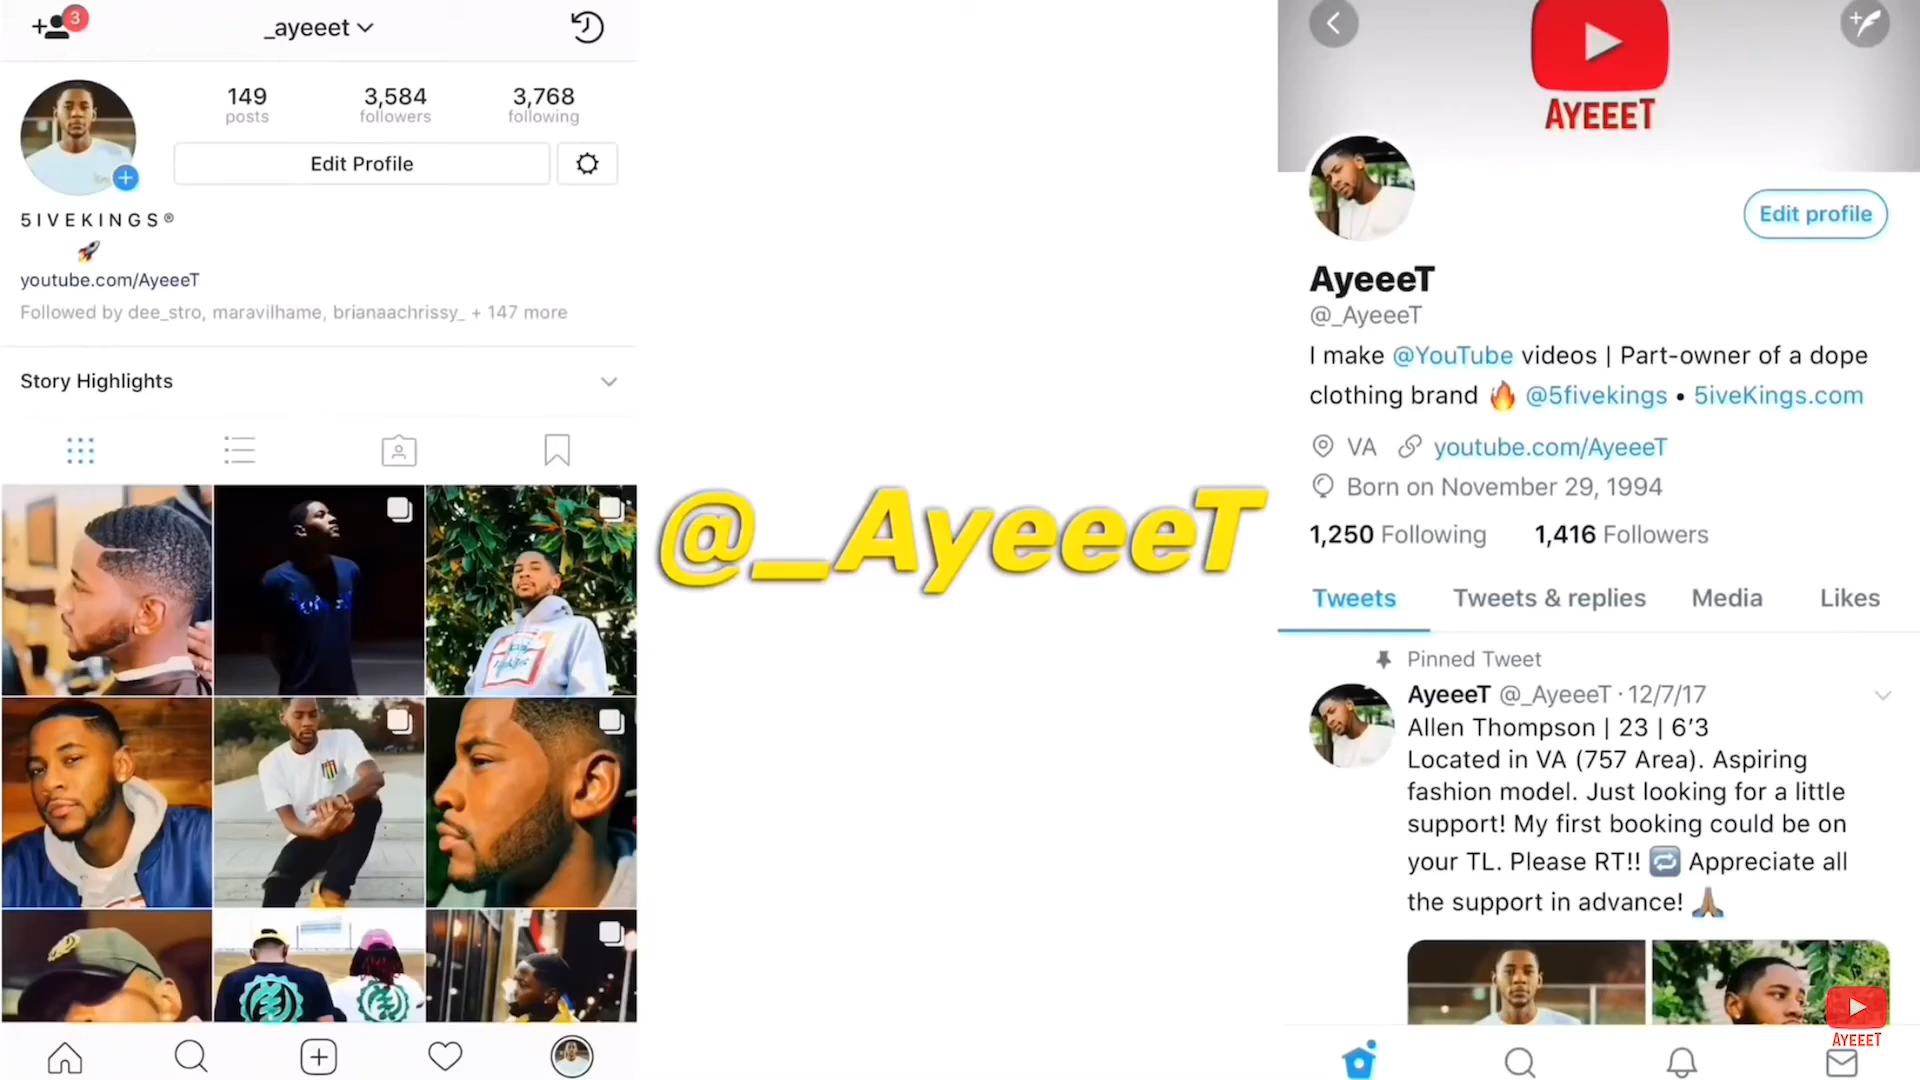 3
_ayeeet
149
posts
3,584
followers
3,768
following
Edit Profile
5IVEKINGS®
youtube.com/AyeeeT
Followed by dee_stro, maravilhame, brianaachrissy_ + 147 more
Story Highlights
@_AyeeeT
AYEEET
Edit profile
AyeeeT
@_AyeeeT
I make @YouTube videos | Part-owner of a dope
clothing brand 🔥 @5fivekings • 5iveKings.com
VA youtube.com/AyeeeT
Born on November 29, 1994
1,250 Following 1,416 Followers
Tweets Tweets & replies Media Likes
Pinned Tweet
AyeeeT @_AyeeeT · 12/7/17
Allen Thompson | 23 | 6’3
Located in VA (757 Area). Aspiring
fashion model. Just looking for a little
support! My first booking could be on
your TL. Please RT!! 🔁 Appreciate all
the support in advance! 🙏🏽
AYEEET